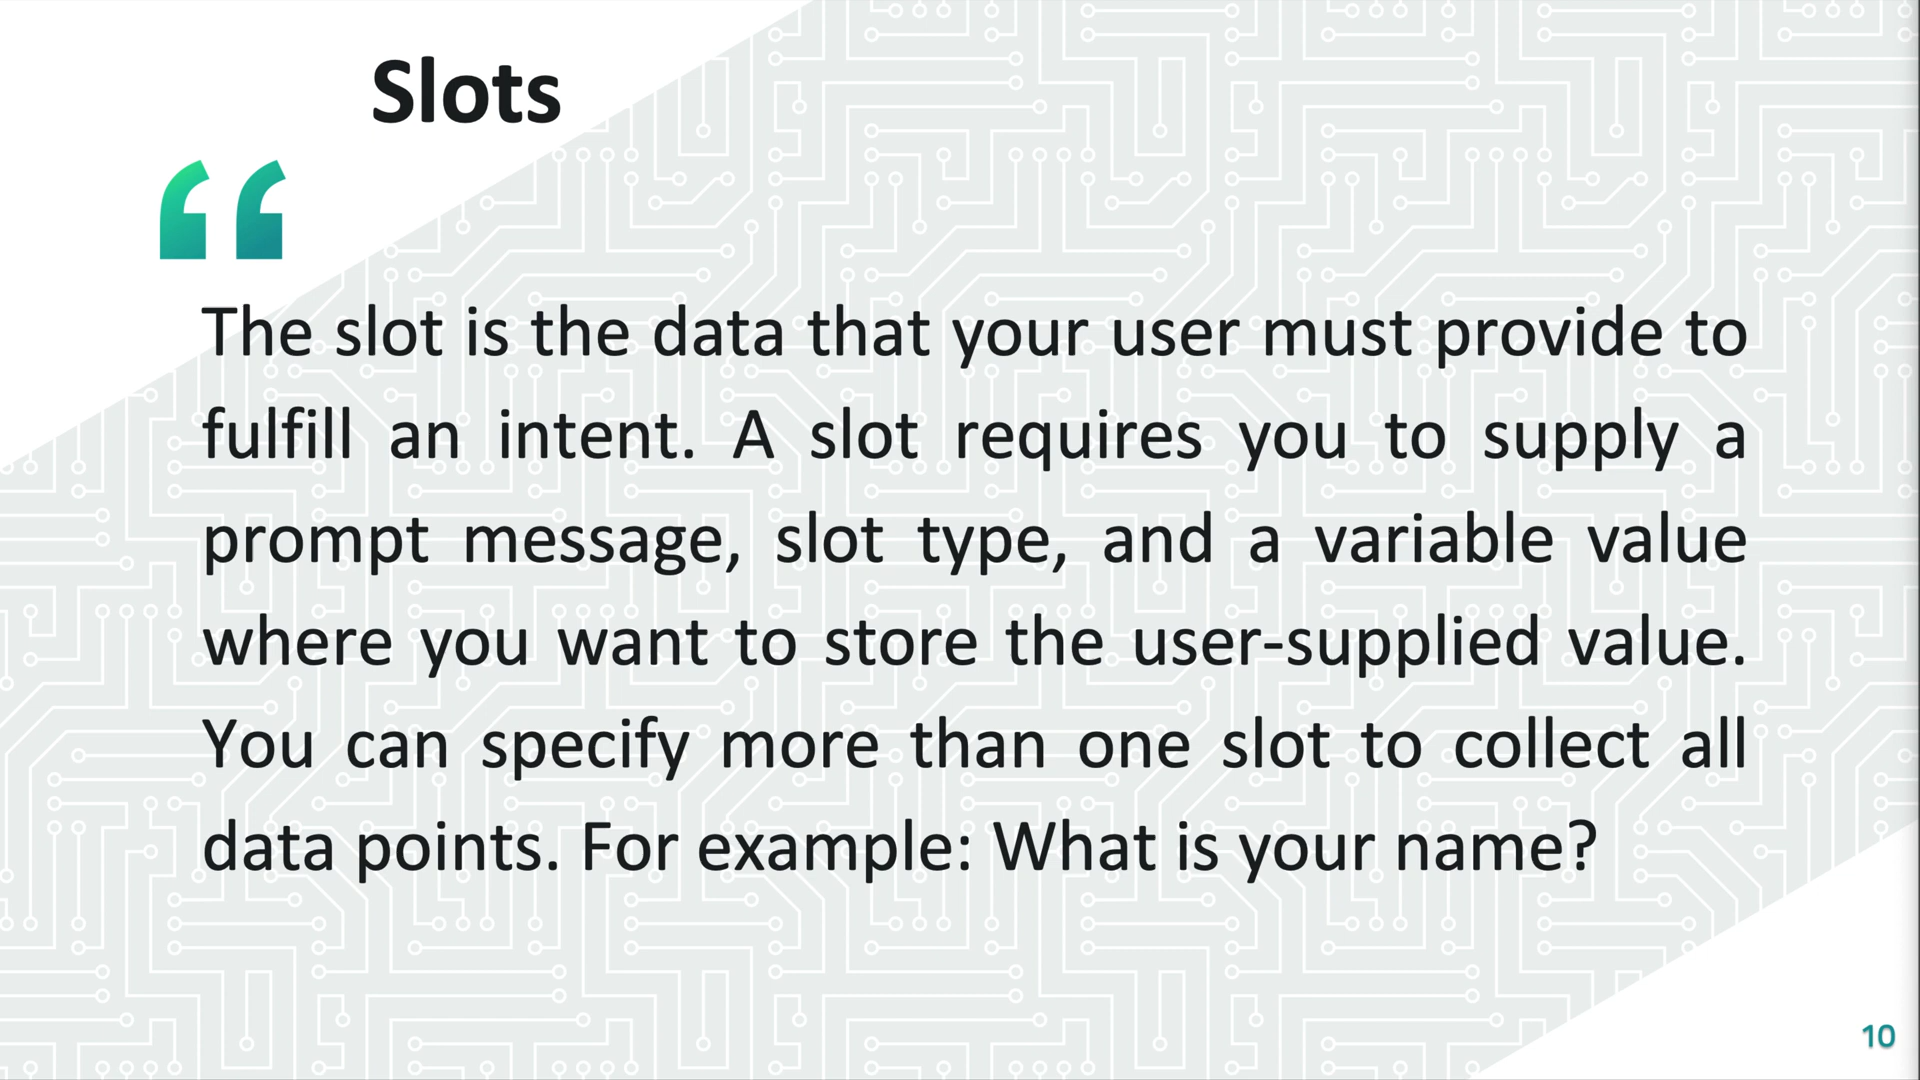 Slots
“
The slot is the data that your user must provide to
fulfill an intent. A slot requires you to supply a
prompt message, slot type, and a variable value
where you want to store the user-supplied value.
You can specify more than one slot to collect all
data points. For example: What is your name?
10